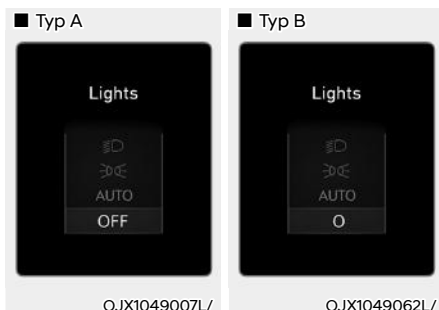 ■ Typ A
Lights
AUTO
OFF
OJX1049007L/
■ Typ B
Lights
AUTO
O
OJX1049062L/